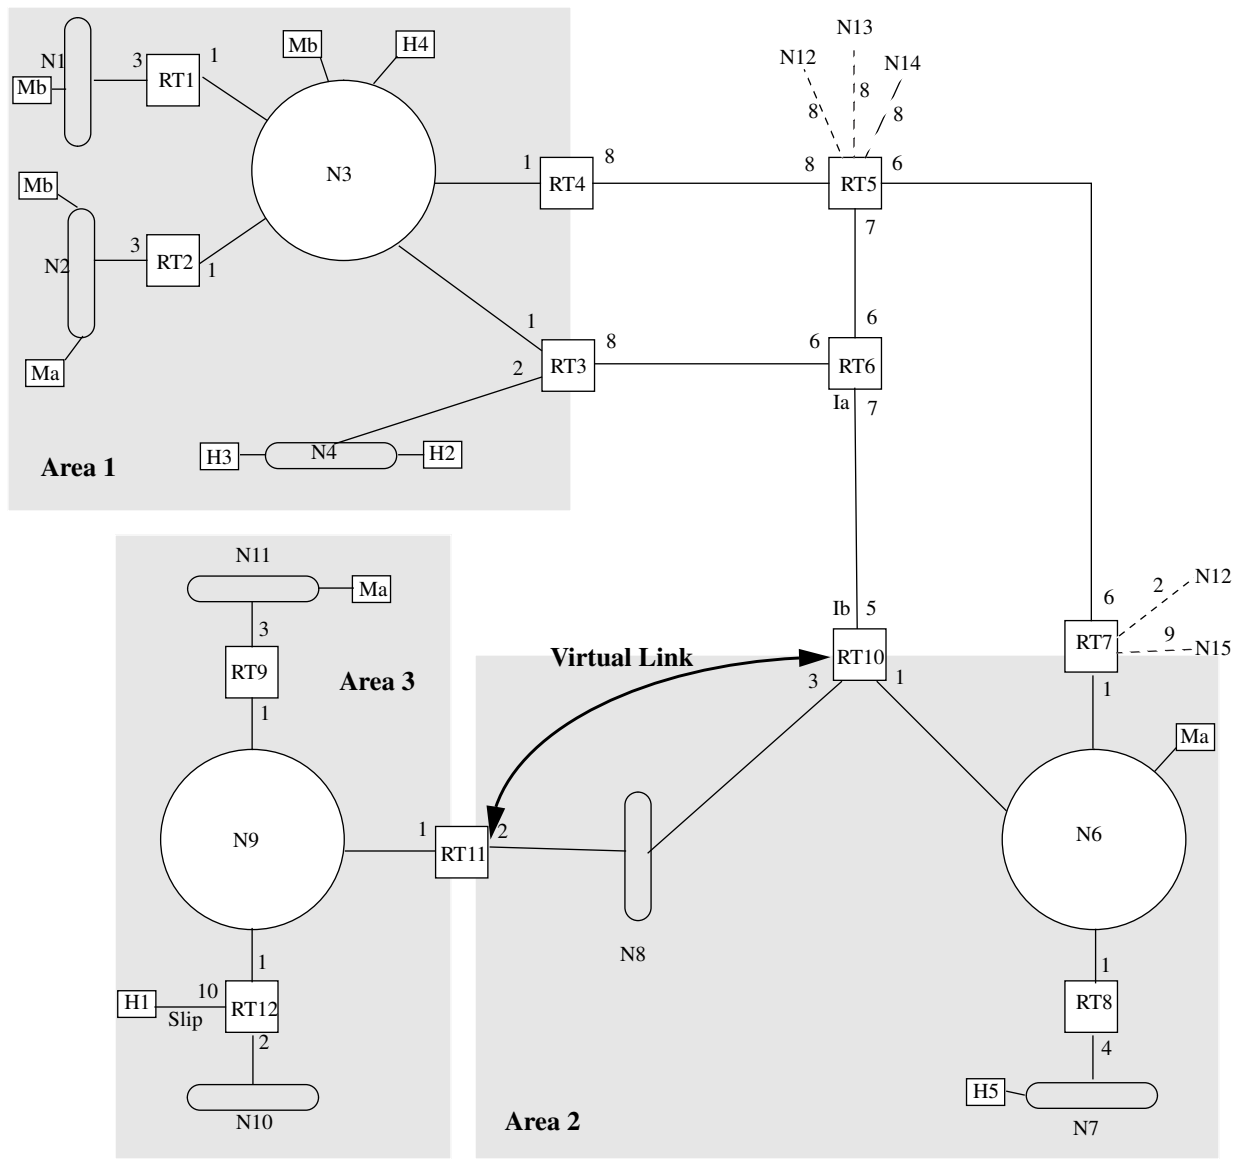 N13
N12
N14
Mb
H4
N1
3
RT1
1
Mb
8
8
8
N3
1
RT4
8
8
RT5
6
7
Mb
N2
3
RT2
1
Ma
1
2
RT3
8
6
6
RT6
Ia
7
H3
N4
H2
Area 1
N11
Ma
3
RT9
1
Area 3
Virtual Link
Ib
5
RT10
3
1
6
RT7
2
N12
9
N15
1
Ma
N9
1
RT11
2
N8
N6
1
H1
10
Slip
RT12
2
N10
1
RT8
4
H5
N7
Area 2